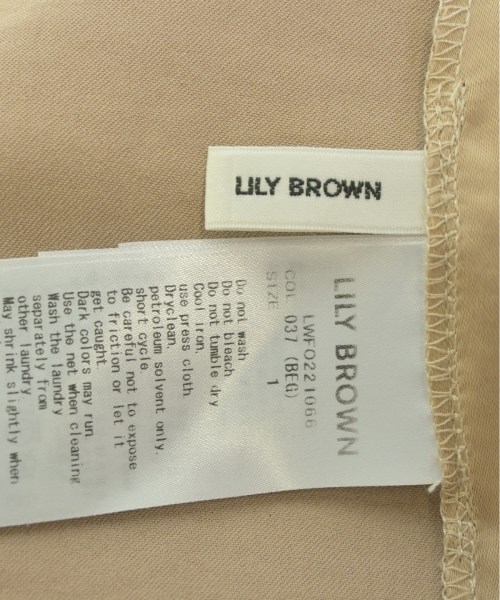 LILY BROWN
LILY BROWN
LWFO221066
COL 037 (BEG)
SIZE 1
Do not wash
Do not bleach
Do not tumble dry
Cool iron.
use press cloth
Dryclean.
petroleum solvent only.
short cycle.
Be careful not to expose
to friction or let it
get caught.
Dark colors may run.
Use the net when cleaning
Wash the laundry
separately from
other laundry
May shrink slightly when